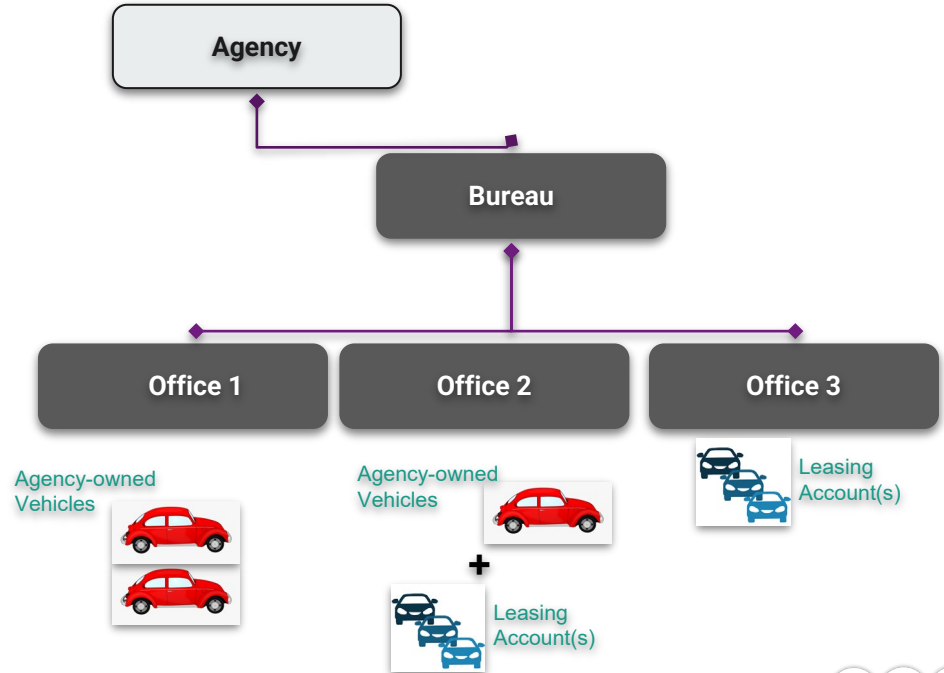 Agency
Bureau
Office 1
Office 2
Office 3
Agency-owned
Vehicles
Agency-owned
Vehicles
+
Leasing
Account(s)
Leasing
Account(s)